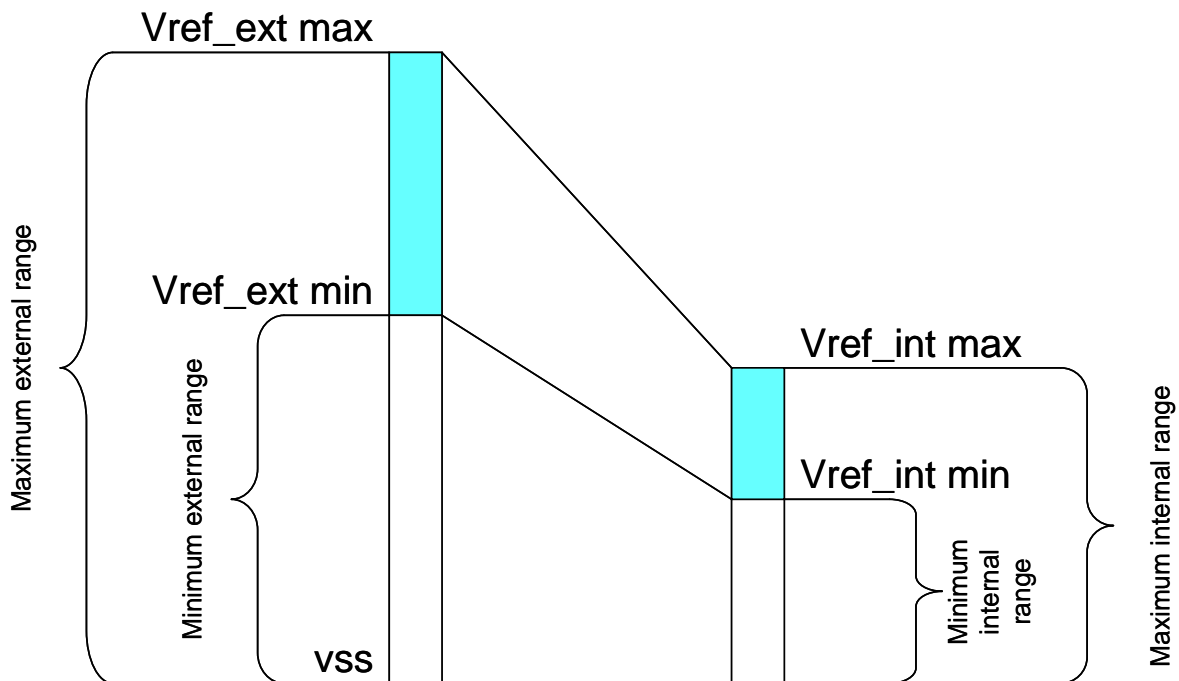 Vref_ext max
Maximum external range
Vref_ext min
Minimum external range
vss
Vref_int max
Vref_int min
Minimum
internal
range
Maximum internal range